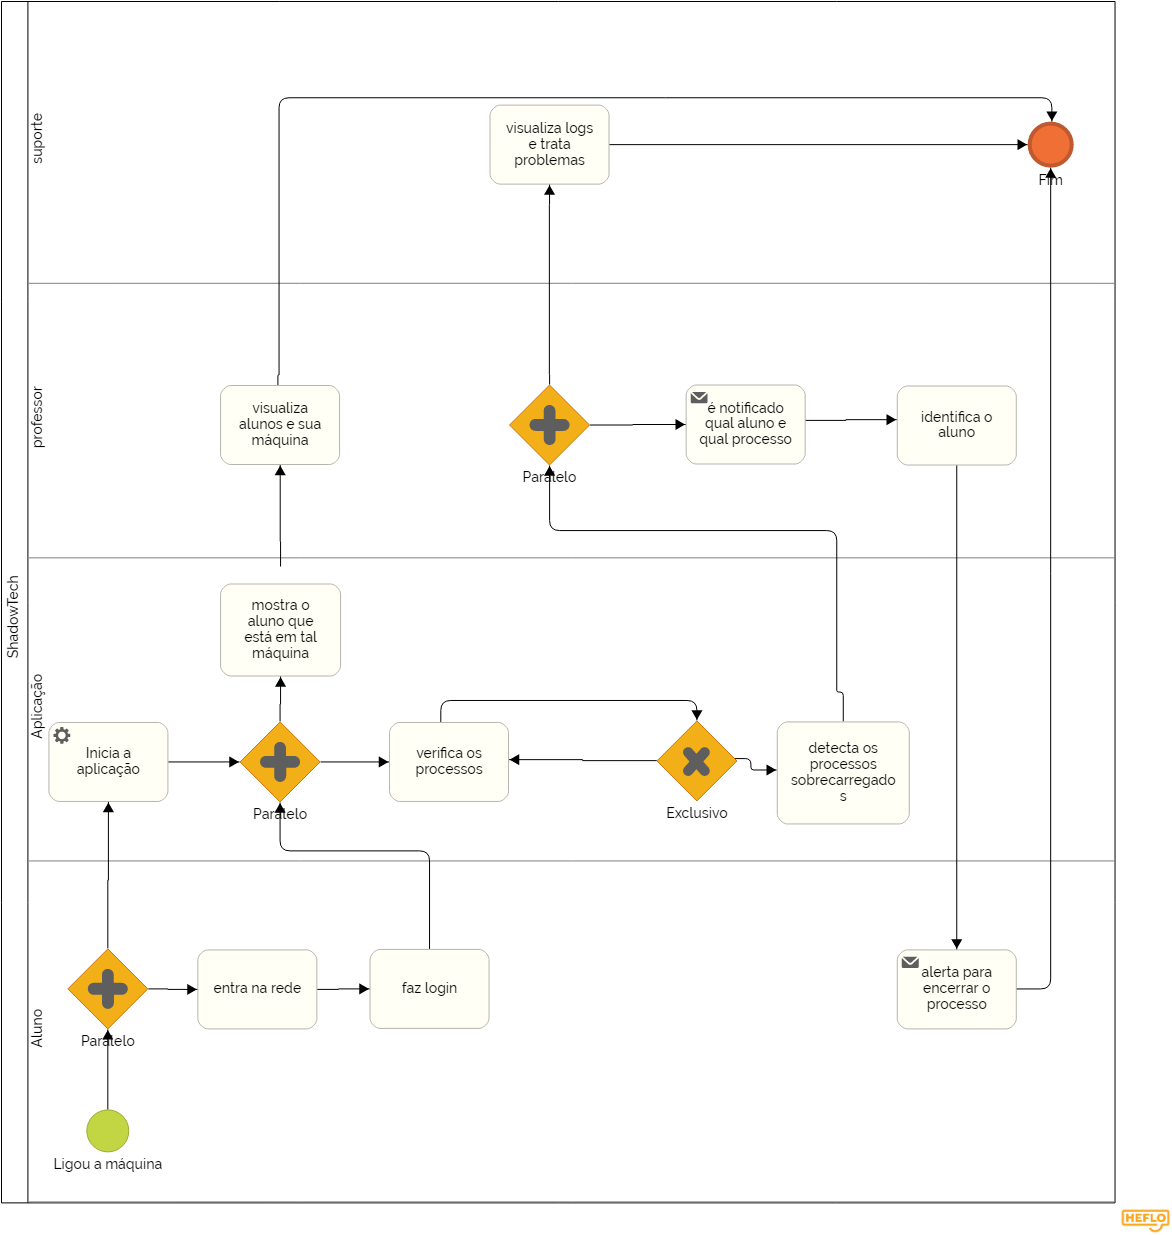 ShadowTech
suporte
visualiza logs
e trata
problemas
Fim
professor
visualiza
alunos e sua
máquina
Paralelo
é notificado
qual aluno e
qual processo
identifica o
aluno
Aplicação
mostra o
aluno que
está em tal
máquina
Inicia a
aplicação
Paralelo
verifica os
processos
Exclusivo
detecta os
processos
sobrecarregado
s
Aluno
Paralelo
entra na rede
faz login
alerta para
encerrar o
processo
Ligou a máquina
HEFLO